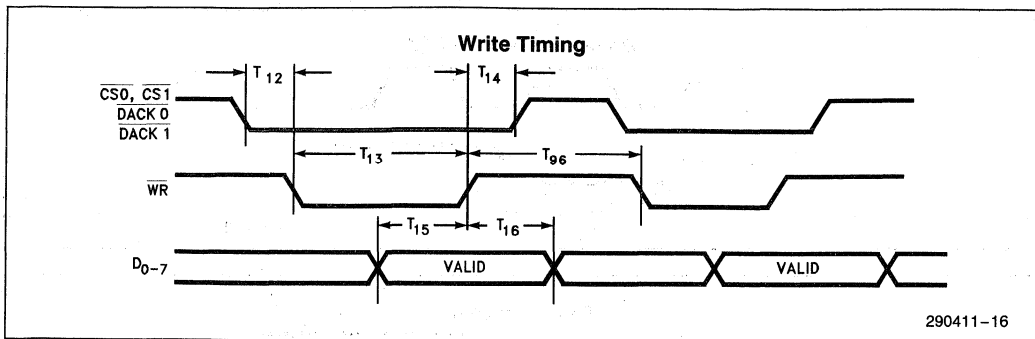 Write Timing
T12
T14
CS0, CS1
DACK 0
DACK 1
T13
T96
WR
T15
T16
D0-7
VALID
VALID
290411-16